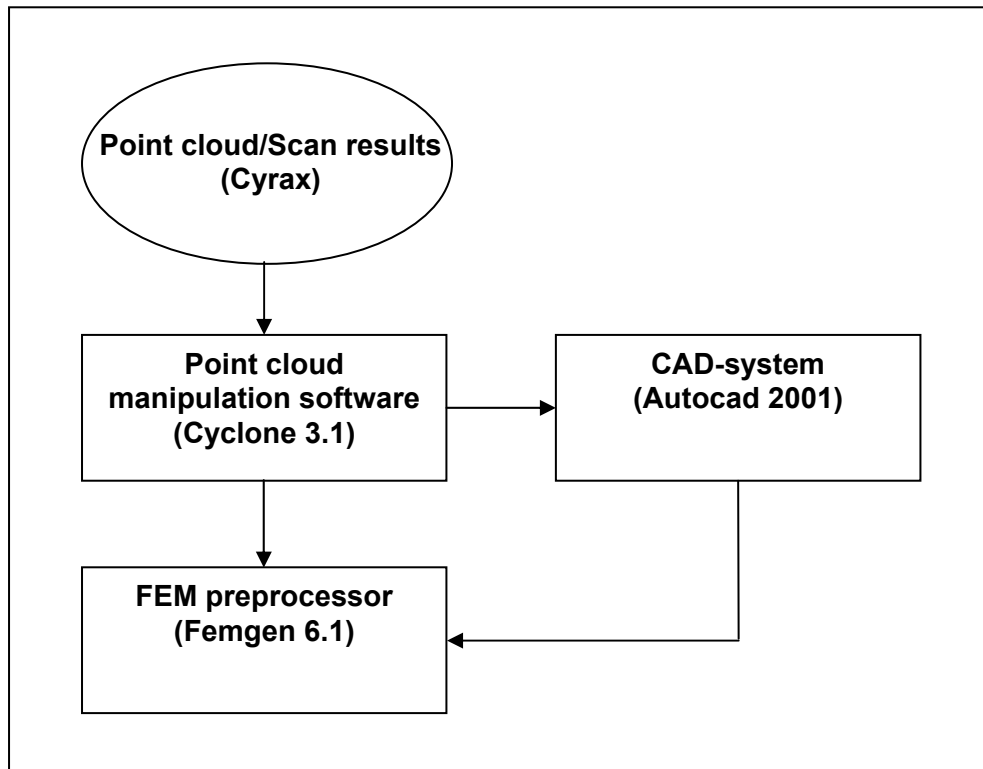 Point cloud/Scan results
(Cyrax)
Point cloud
manipulation software
(Cyclone 3.1)
CAD-system
(Autocad 2001)
FEM preprocessor
(Femgen 6.1)